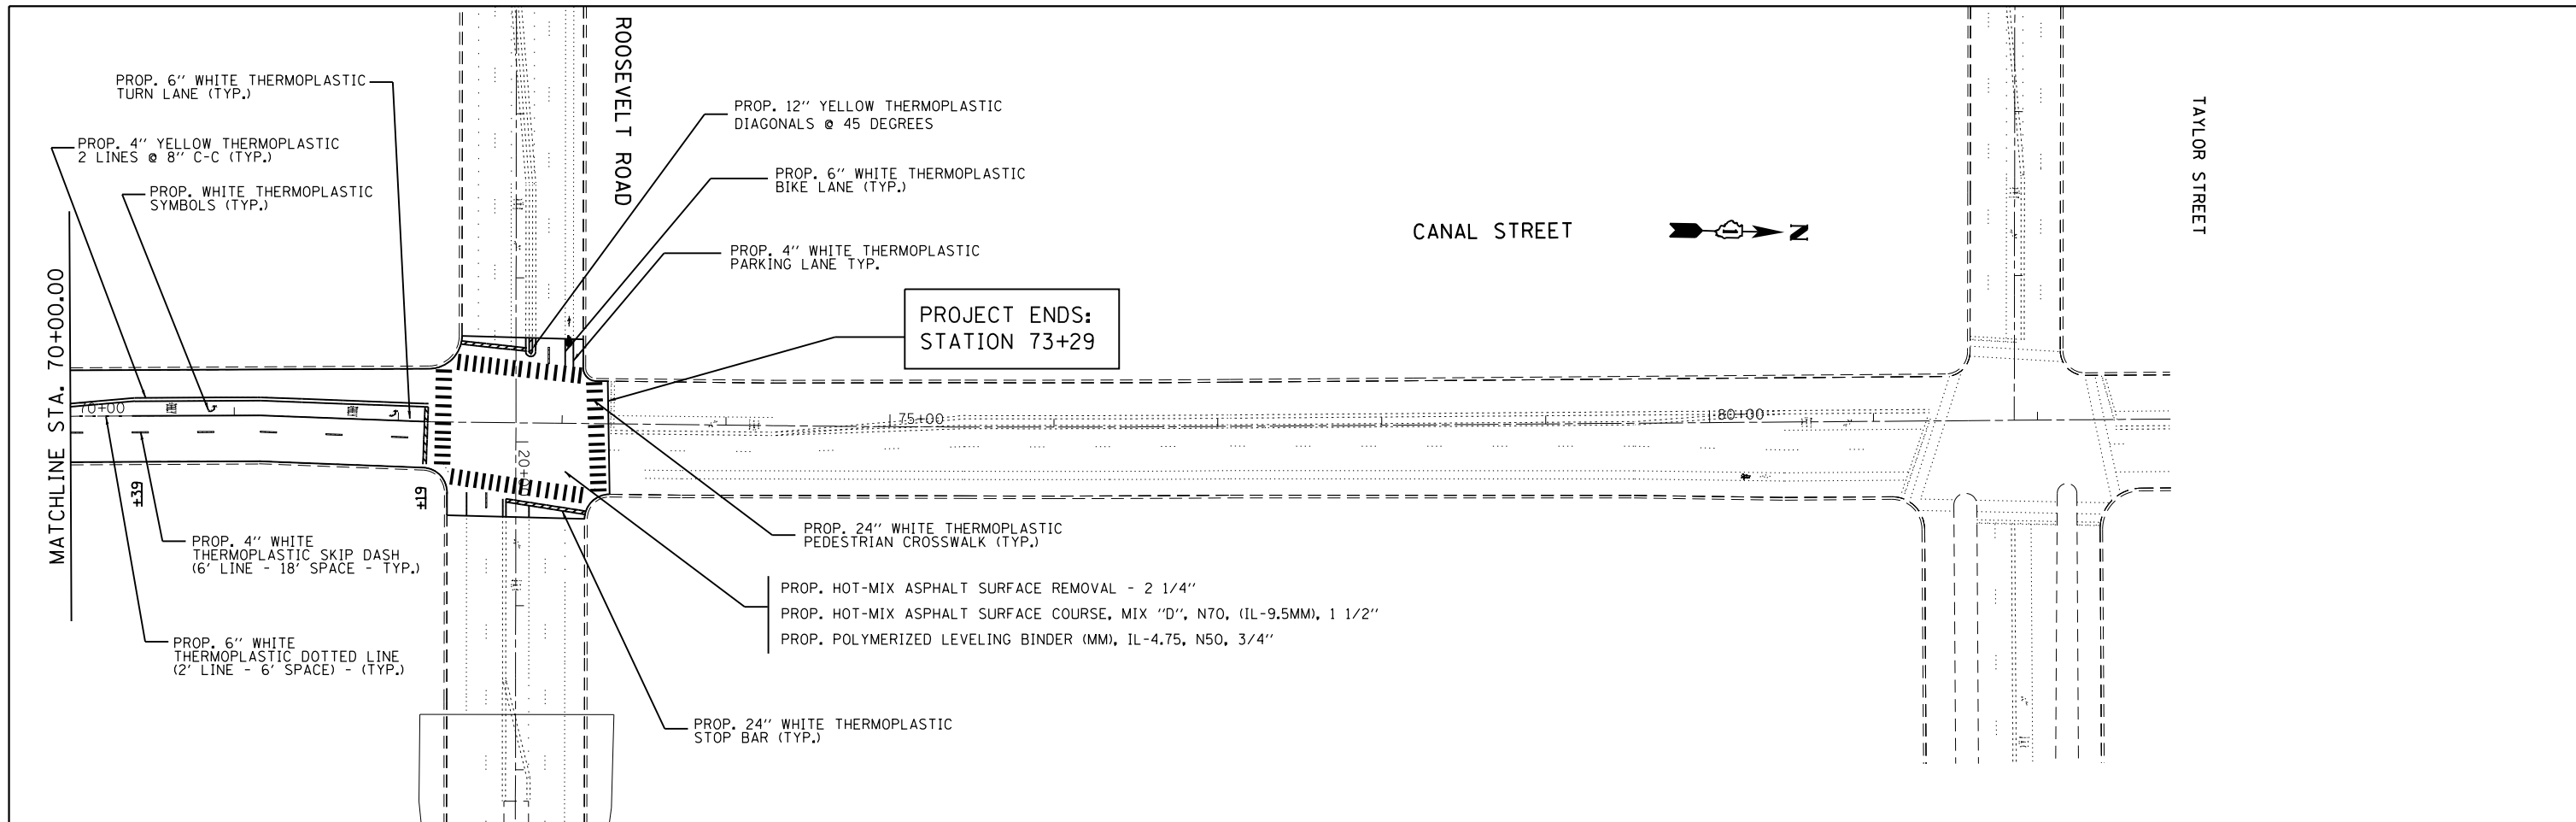 ROOSEVELT ROAD
PROP. 6" WHITE THERMOPLASTIC
TURN LANE (TYP.)
PROP. 4" YELLOW THERMOPLASTIC
2 LINES @ 8" C-C (TYP.)
PROP. WHITE THERMOPLASTIC
SYMBOLS (TYP.)
PROP. 12" YELLOW THERMOPLASTIC
DIAGONALS @ 45 DEGREES
PROP. 6" WHITE THERMOPLASTIC
BIKE LANE (TYP.)
PROP. 4" WHITE THERMOPLASTIC
PARKING LANE TYP.
CANAL STREET
N
TAYLOR STREET
PROJECT ENDS:
STATION 73+29
MATCHLINE STA. 70+00.00
70+00
75+00
80+00
20+00
+39
+19
PROP. 4" WHITE
THERMOPLASTIC SKIP DASH
(6' LINE - 18' SPACE - TYP.)
PROP. 6" WHITE
THERMOPLASTIC DOTTED LINE
(2' LINE - 6' SPACE) - (TYP.)
PROP. 24" WHITE THERMOPLASTIC
PEDESTRIAN CROSSWALK (TYP.)
PROP. HOT-MIX ASPHALT SURFACE REMOVAL - 2 1/4"
PROP. HOT-MIX ASPHALT SURFACE COURSE, MIX "D", N70, (IL-9.5MM), 1 1/2"
PROP. POLYMERIZED LEVELING BINDER (MM), IL-4.75, N50, 3/4"
PROP. 24" WHITE THERMOPLASTIC
STOP BAR (TYP.)